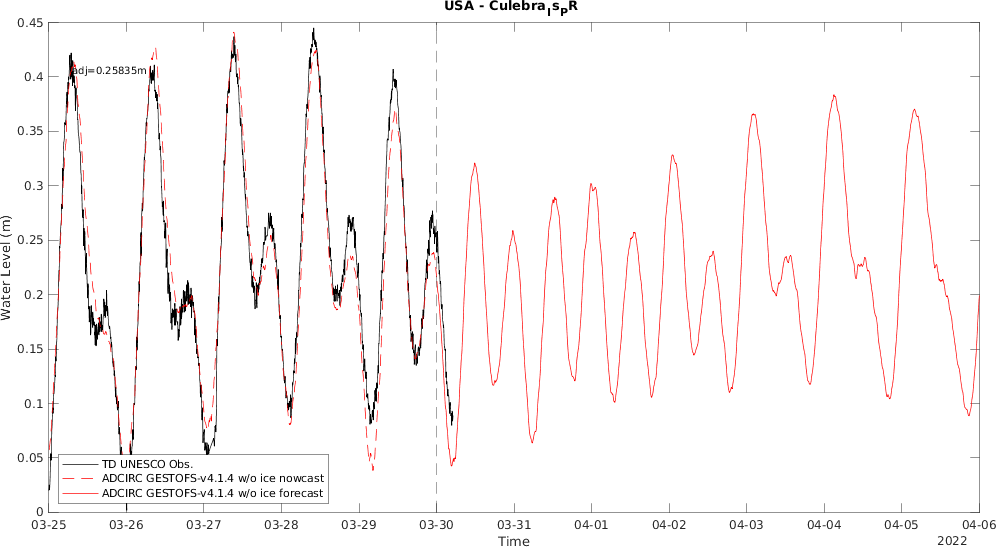 USA - Culebra_Is_PR
0.45
0.4
0.35
0.3
0.25
0.2
0.15
0.1
0.05
0
Water Level (m)
adj=0.25835m
TD UNESCO Obs.
ADCIRC GESTOFS-v4.1.4 w/o ice nowcast
ADCIRC GESTOFS-v4.1.4 w/o ice forecast
03-25 03-26 03-27 03-28 03-29 03-30 03-31 04-01 04-02 04-03 04-04 04-05 04-06
Time
2022